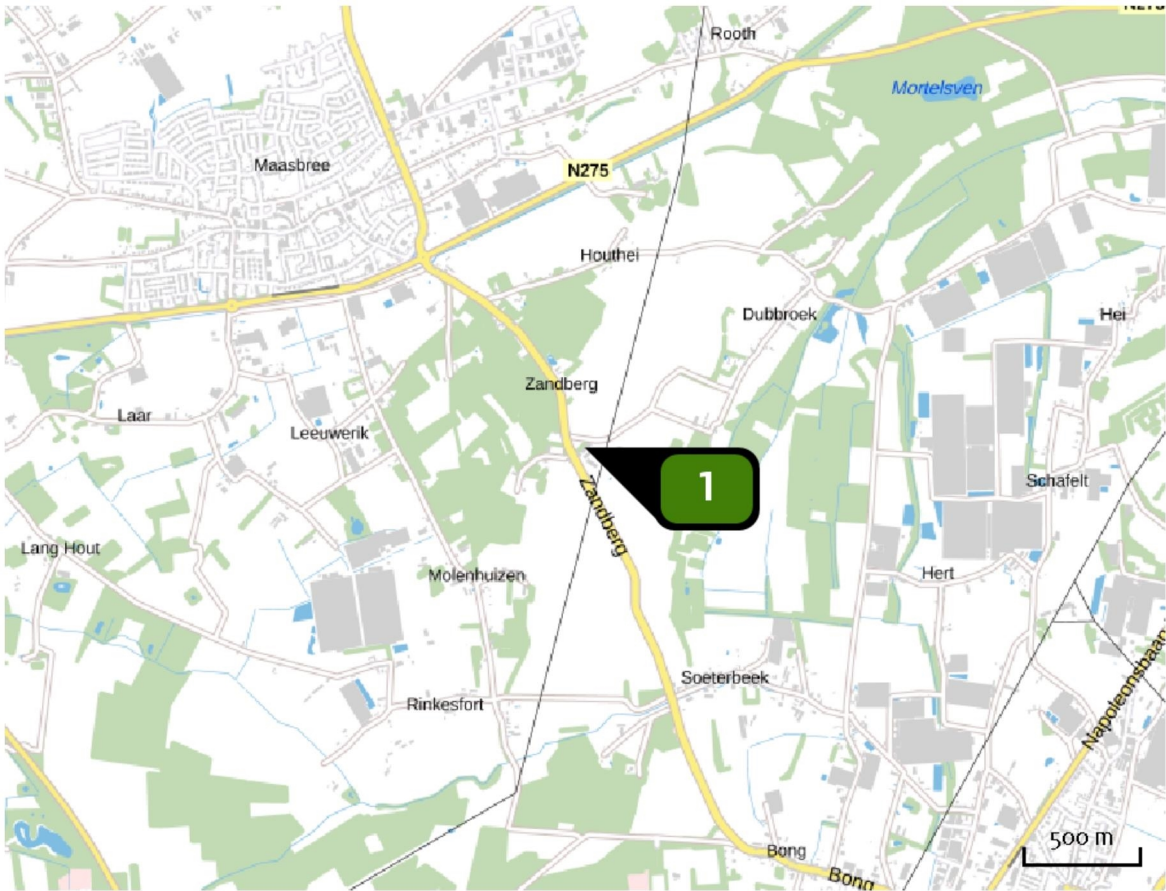 N275
Rooth
Mortelsven
Maasbree
N275
Houthei
Dubbroek
Hei
Zandberg
Laar
Leeuwerik
1
Schafelt
Zandberg
Lang Hout
Molenhuizen
Hert
Soeterbeek
Rinkesfort
Napoleonsbaan
500 m
Bong
Bong